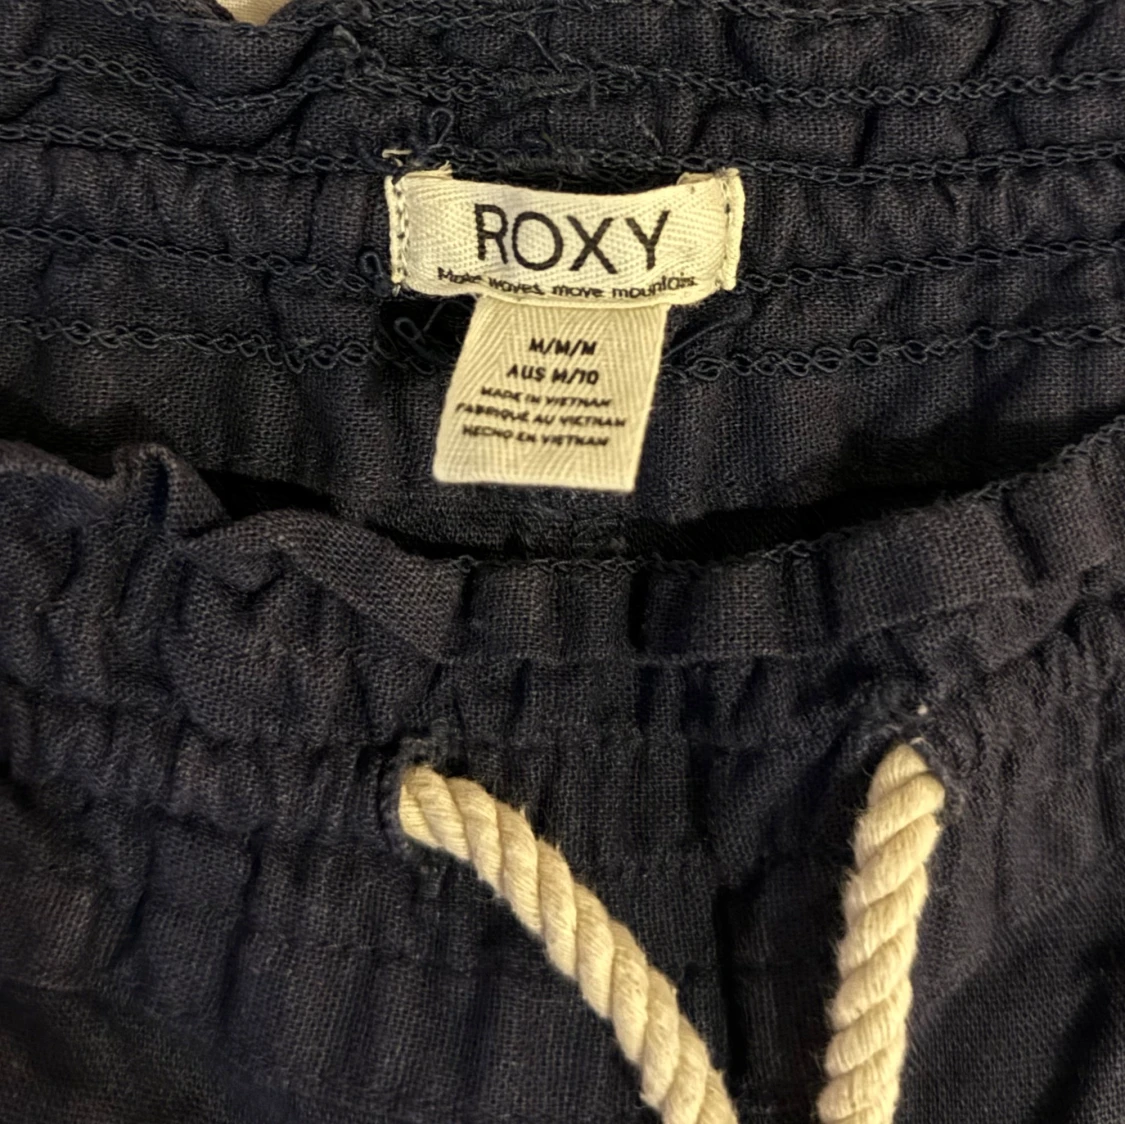 ROXY
Make waves, move mountains.
M/M/M
AUS M/10
MADE IN VIETNAM
FABRIQUÉ AU VIETNAM
HECHO EN VIETNAM